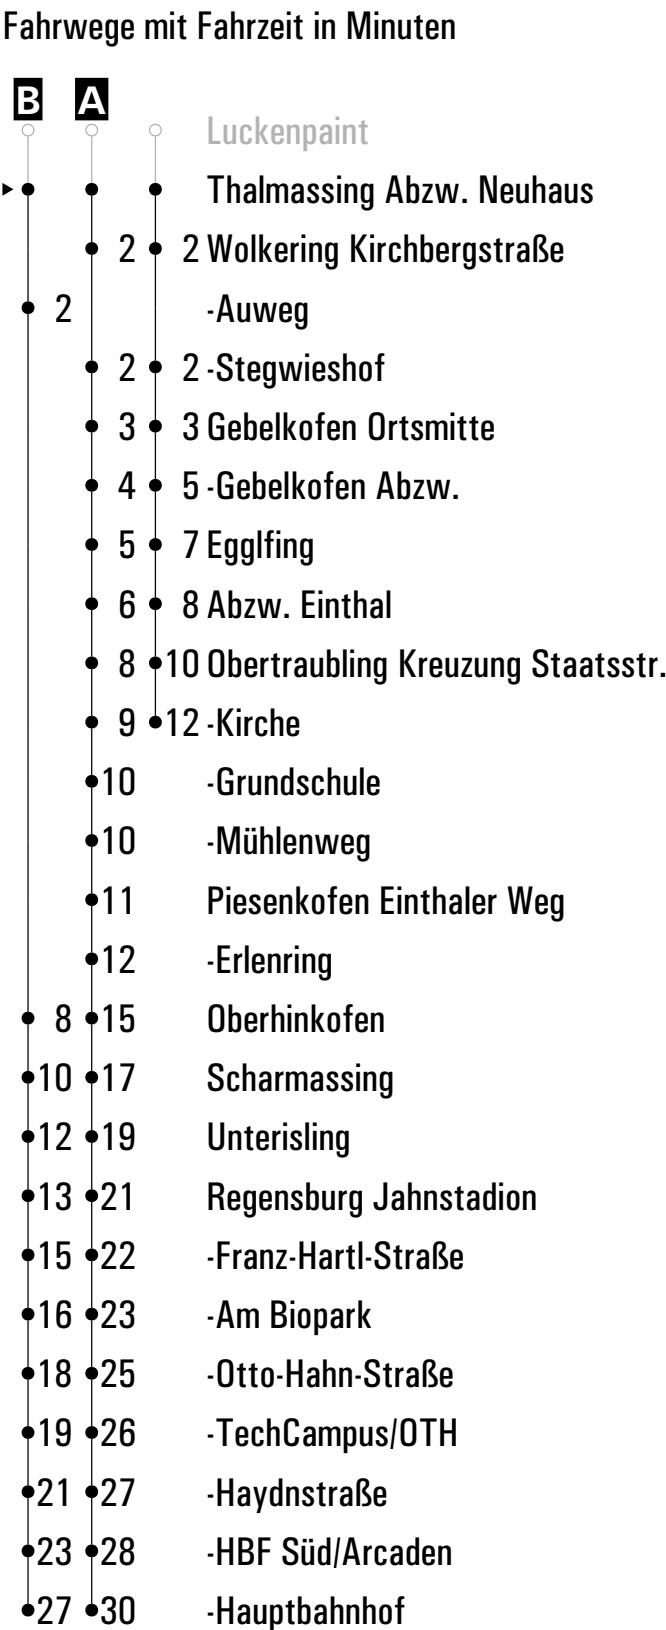 Fahrwege mit Fahrzeit in Minuten
B A
Luckenpaint
Thalmassing Abzw. Neuhaus
2 2 Wolkering Kirchbergstraße
2 -Auweg
2 2 -Stegwieshof
3 3 Gebelkofen Ortsmitte
4 5 -Gebelkofen Abzw.
5 7 Egglfing
6 8 Abzw. Einthal
8 10 Obertraubling Kreuzung Staatsstr.
9 12 -Kirche
10 -Grundschule
10 -Mühlenweg
11 Piesenkofen Einthaler Weg
12 -Erlenring
8 15 Oberhinkofen
10 17 Scharmassing
12 19 Unterisling
13 21 Regensburg Jahnstadion
15 22 -Franz-Hartl-Straße
16 23 -Am Biopark
18 25 -Otto-Hahn-Straße
19 26 -TechCampus/OTH
21 27 -Haydnstraße
23 28 -HBF Süd/Arcaden
27 30 -Hauptbahnhof